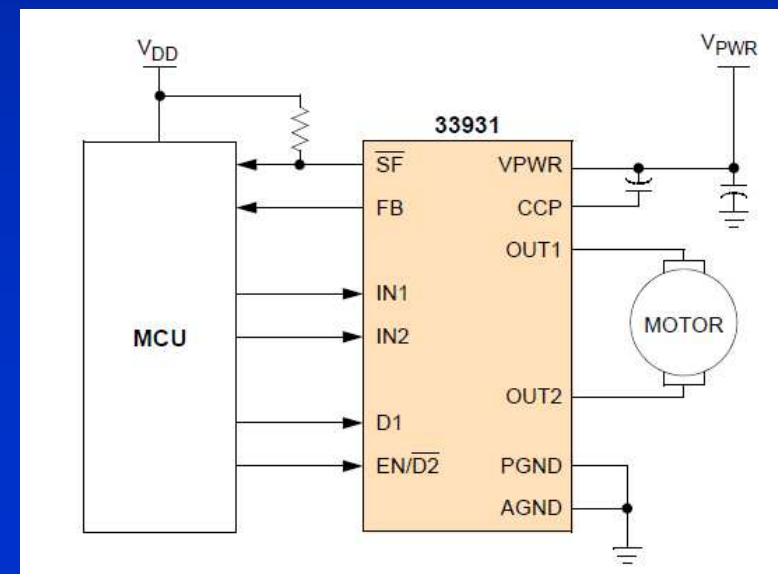 VDD
VPWR
33931
SF
VPWR
FB
CCP
OUT1
IN1
MCU
IN2
MOTOR
OUT2
D1
EN/D2
PGND
AGND